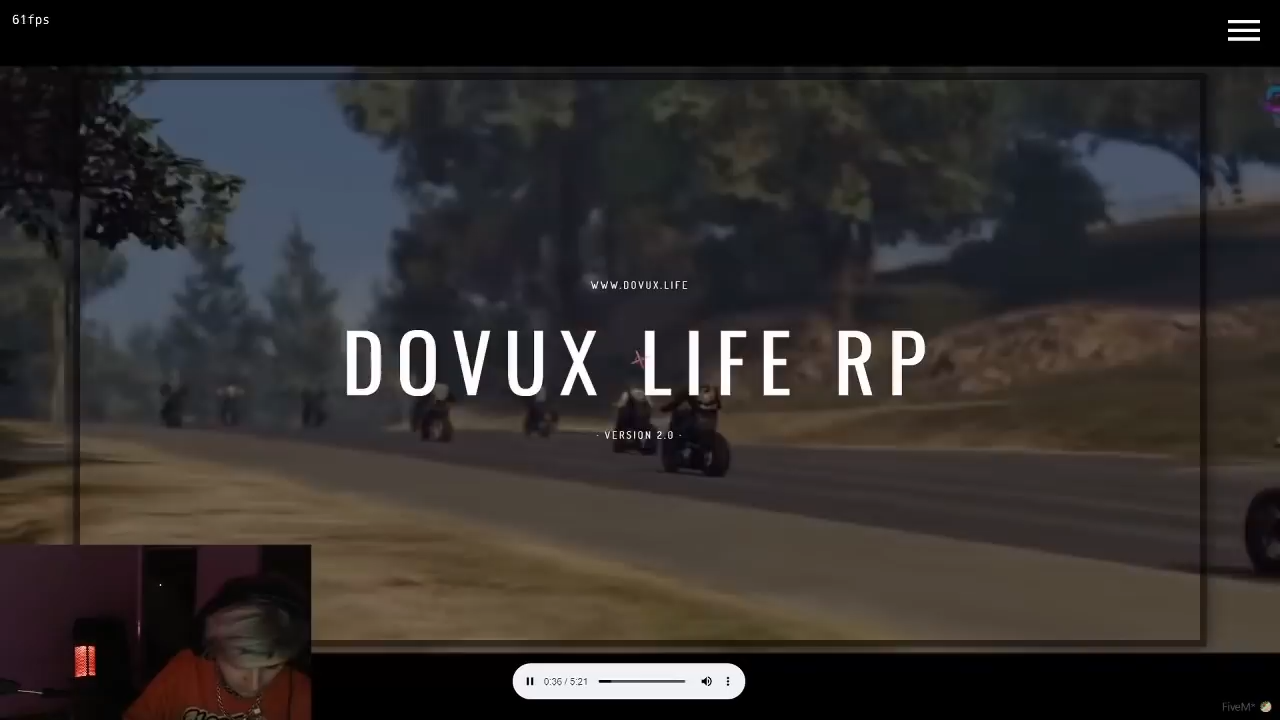 61fps
WWW.DOVUX.LIFE
DOVUX LIFE RP
- VERSION 2.0 -
0:36 / 5:21
FiveM